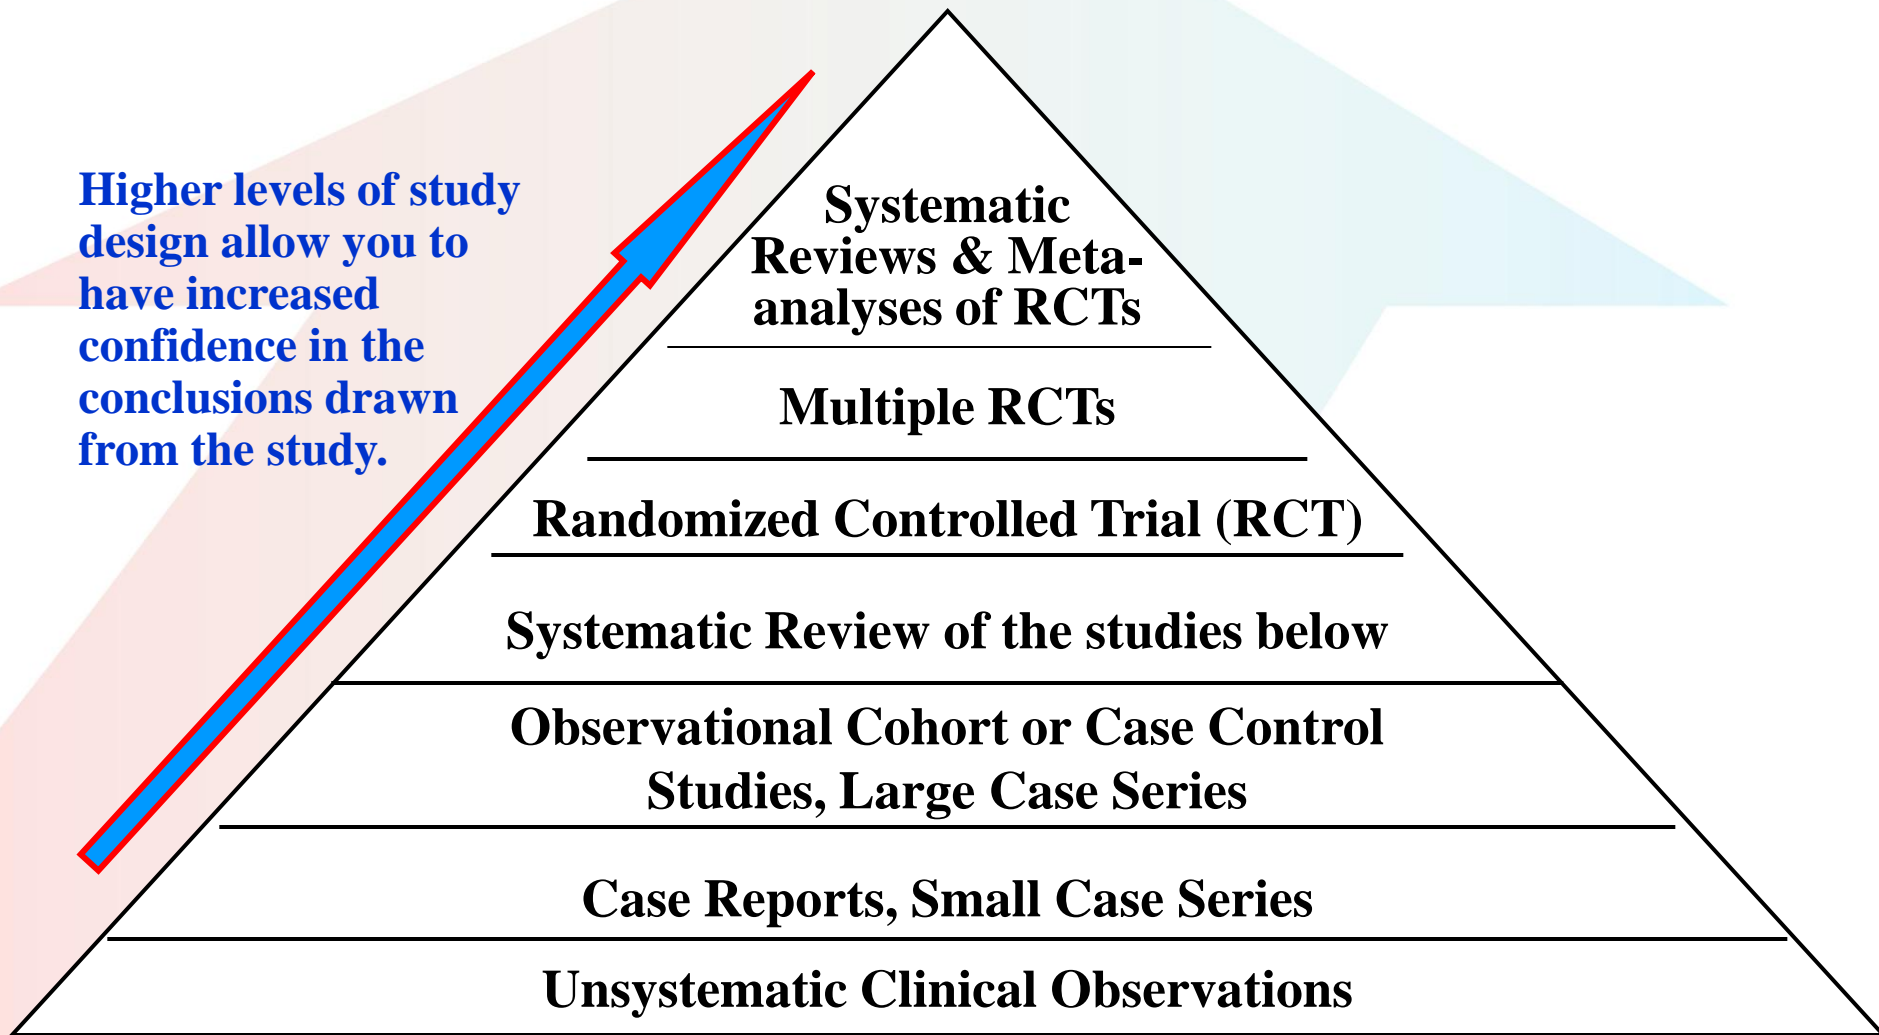 Higher levels of study
design allow you to
have increased
confidence in the
conclusions drawn
from the study.
Systematic
Reviews & Meta-
analyses of RCTs
Multiple RCTs
Randomized Controlled Trial (RCT)
Systematic Review of the studies below
Observational Cohort or Case Control
Studies, Large Case Series
Case Reports, Small Case Series
Unsystematic Clinical Observations